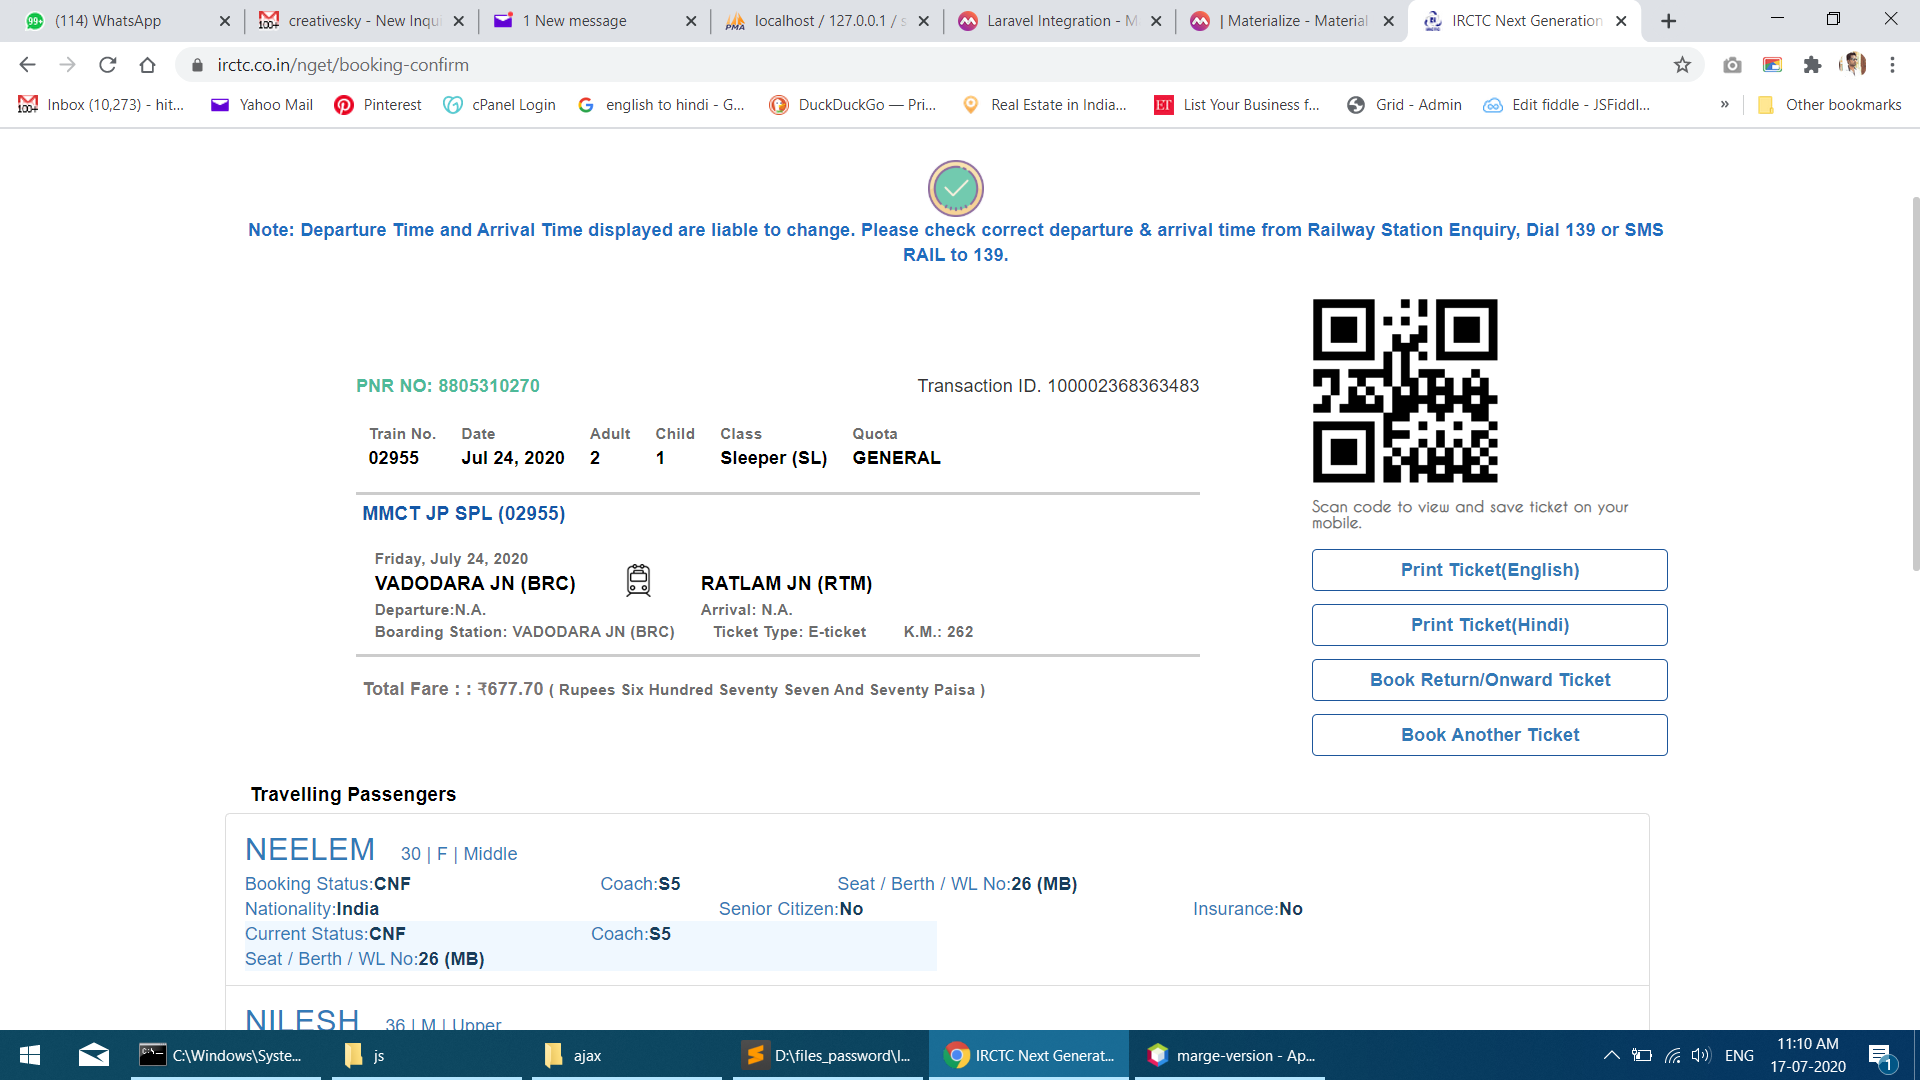 (114) WhatsApp
creativesky - New Inqui
1 New message
localhost / 127.0.0.1 / s
Laravel Integration - M
| Materialize - Material
IRCTC Next Generation
irctc.co.in/nget/booking-confirm
Inbox (10,273) - hit...
Yahoo Mail
Pinterest
cPanel Login
english to hindi - G...
DuckDuckGo — Pri...
Real Estate in India...
ET
List Your Business f...
Grid - Admin
Edit fiddle - JSFiddl...
»
Other bookmarks
Note: Departure Time and Arrival Time displayed are liable to change. Please check correct departure & arrival time from Railway Station Enquiry, Dial 139 or SMS
RAIL to 139.
PNR NO: 8805310270
Transaction ID. 100002368363483
Train No. Date Adult Child Class Quota
02955 Jul 24, 2020 2 1 Sleeper (SL) GENERAL
MMCT JP SPL (02955)
Friday, July 24, 2020
VADODARA JN (BRC) RATLAM JN (RTM)
Departure:N.A. Arrival: N.A.
Boarding Station: VADODARA JN (BRC) Ticket Type: E-ticket K.M.: 262
Total Fare : : ₹677.70 ( Rupees Six Hundred Seventy Seven And Seventy Paisa )
Scan code to view and save ticket on your
mobile.
Print Ticket(English)
Print Ticket(Hindi)
Book Return/Onward Ticket
Book Another Ticket
Travelling Passengers
NEELEM 30 | F | Middle
Booking Status:CNF Coach:S5 Seat / Berth / WL No:26 (MB)
Nationality:India Senior Citizen:No Insurance:No
Current Status:CNF Coach:S5
Seat / Berth / WL No:26 (MB)
NILESH 36 | M | Upper
C:\Windows\Syste...
js
ajax
D:\files_password\l...
IRCTC Next Generat...
marge-version - Ap...
ENG
11:10 AM
17-07-2020
1